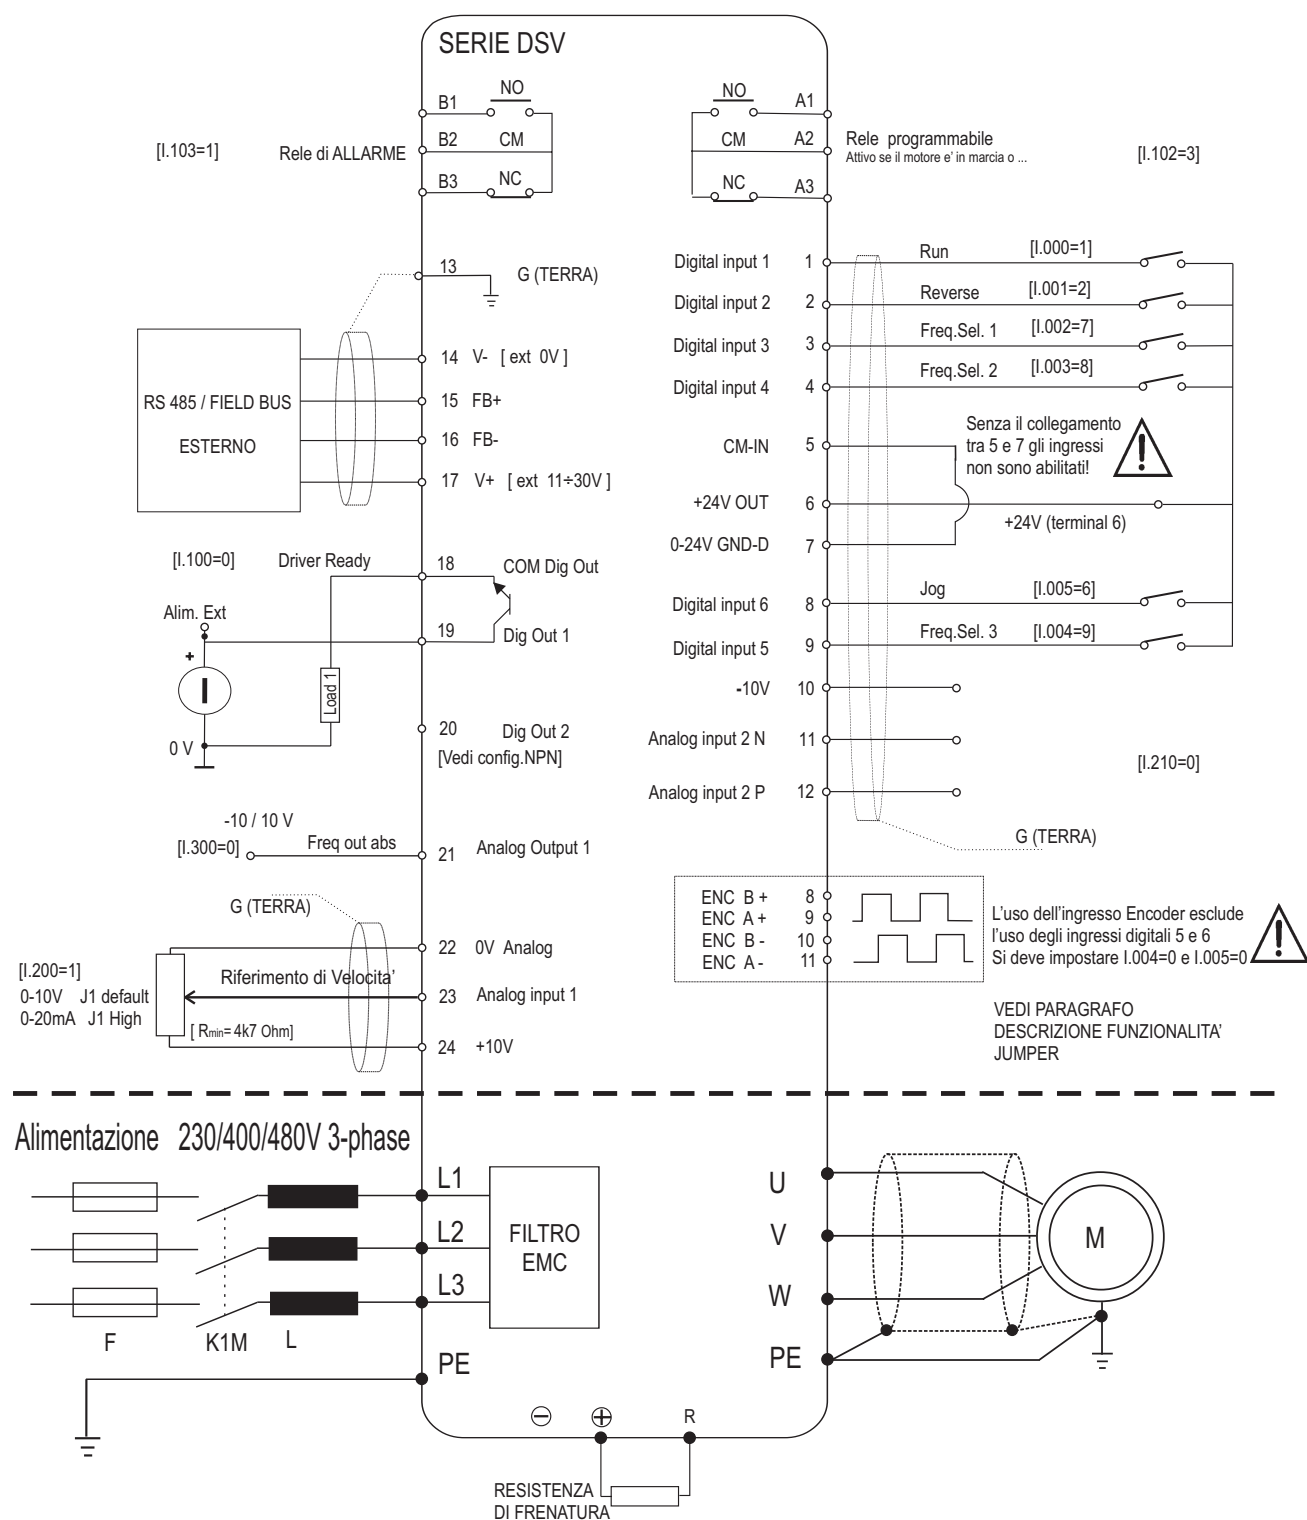 SERIE DSV
B1
NO
B2
CM
B3
NC
[I.103=1]
Rele di ALLARME
NO
A1
CM
A2
NC
A3
Rele programmabile
Attivo se il motore e' in marcia o ...
[I.102=3]
13
G (TERRA)
RS 485 / FIELD BUS
ESTERNO
14 V- [ ext 0V ]
15 FB+
16 FB-
17 V+ [ ext 11÷30V ]
[I.100=0]
Driver Ready
18
COM Dig Out
Alim. Ext
19
Dig Out 1
+
Load 1
0 V
20
Dig Out 2
[Vedi config.NPN]
-10 / 10 V
[I.300=0]
Freq out abs
21
Analog Output 1
G (TERRA)
22 0V Analog
[I.200=1]
0-10V J1 default
0-20mA J1 High
Riferimento di Velocita'
23
Analog input 1
[ Rmin= 4k7 Ohm]
24 +10V
Digital input 1 1 Run [I.000=1]
Digital input 2 2 Reverse [I.001=2]
Digital input 3 3 Freq.Sel. 1 [I.002=7]
Digital input 4 4 Freq.Sel. 2 [I.003=8]
CM-IN 5
Senza il collegamento
tra 5 e 7 gli ingressi
non sono abilitati!
+24V OUT 6
+24V (terminal 6)
0-24V GND-D 7
Digital input 6 8 Jog [I.005=6]
Digital input 5 9 Freq.Sel. 3 [I.004=9]
-10V 10
Analog input 2 N 11
[I.210=0]
Analog input 2 P 12
G (TERRA)
ENC B + 8
ENC A + 9
ENC B - 10
ENC A - 11
L'uso dell'ingresso Encoder esclude
l'uso degli ingressi digitali 5 e 6
Si deve impostare I.004=0 e I.005=0
VEDI PARAGRAFO
DESCRIZIONE FUNZIONALITA'
JUMPER
Alimentazione 230/400/480V 3-phase
L1
L2
L3
FILTRO
EMC
F
K1M
L
PE
U
V
W
PE
M
R
RESISTENZA
DI FRENATURA